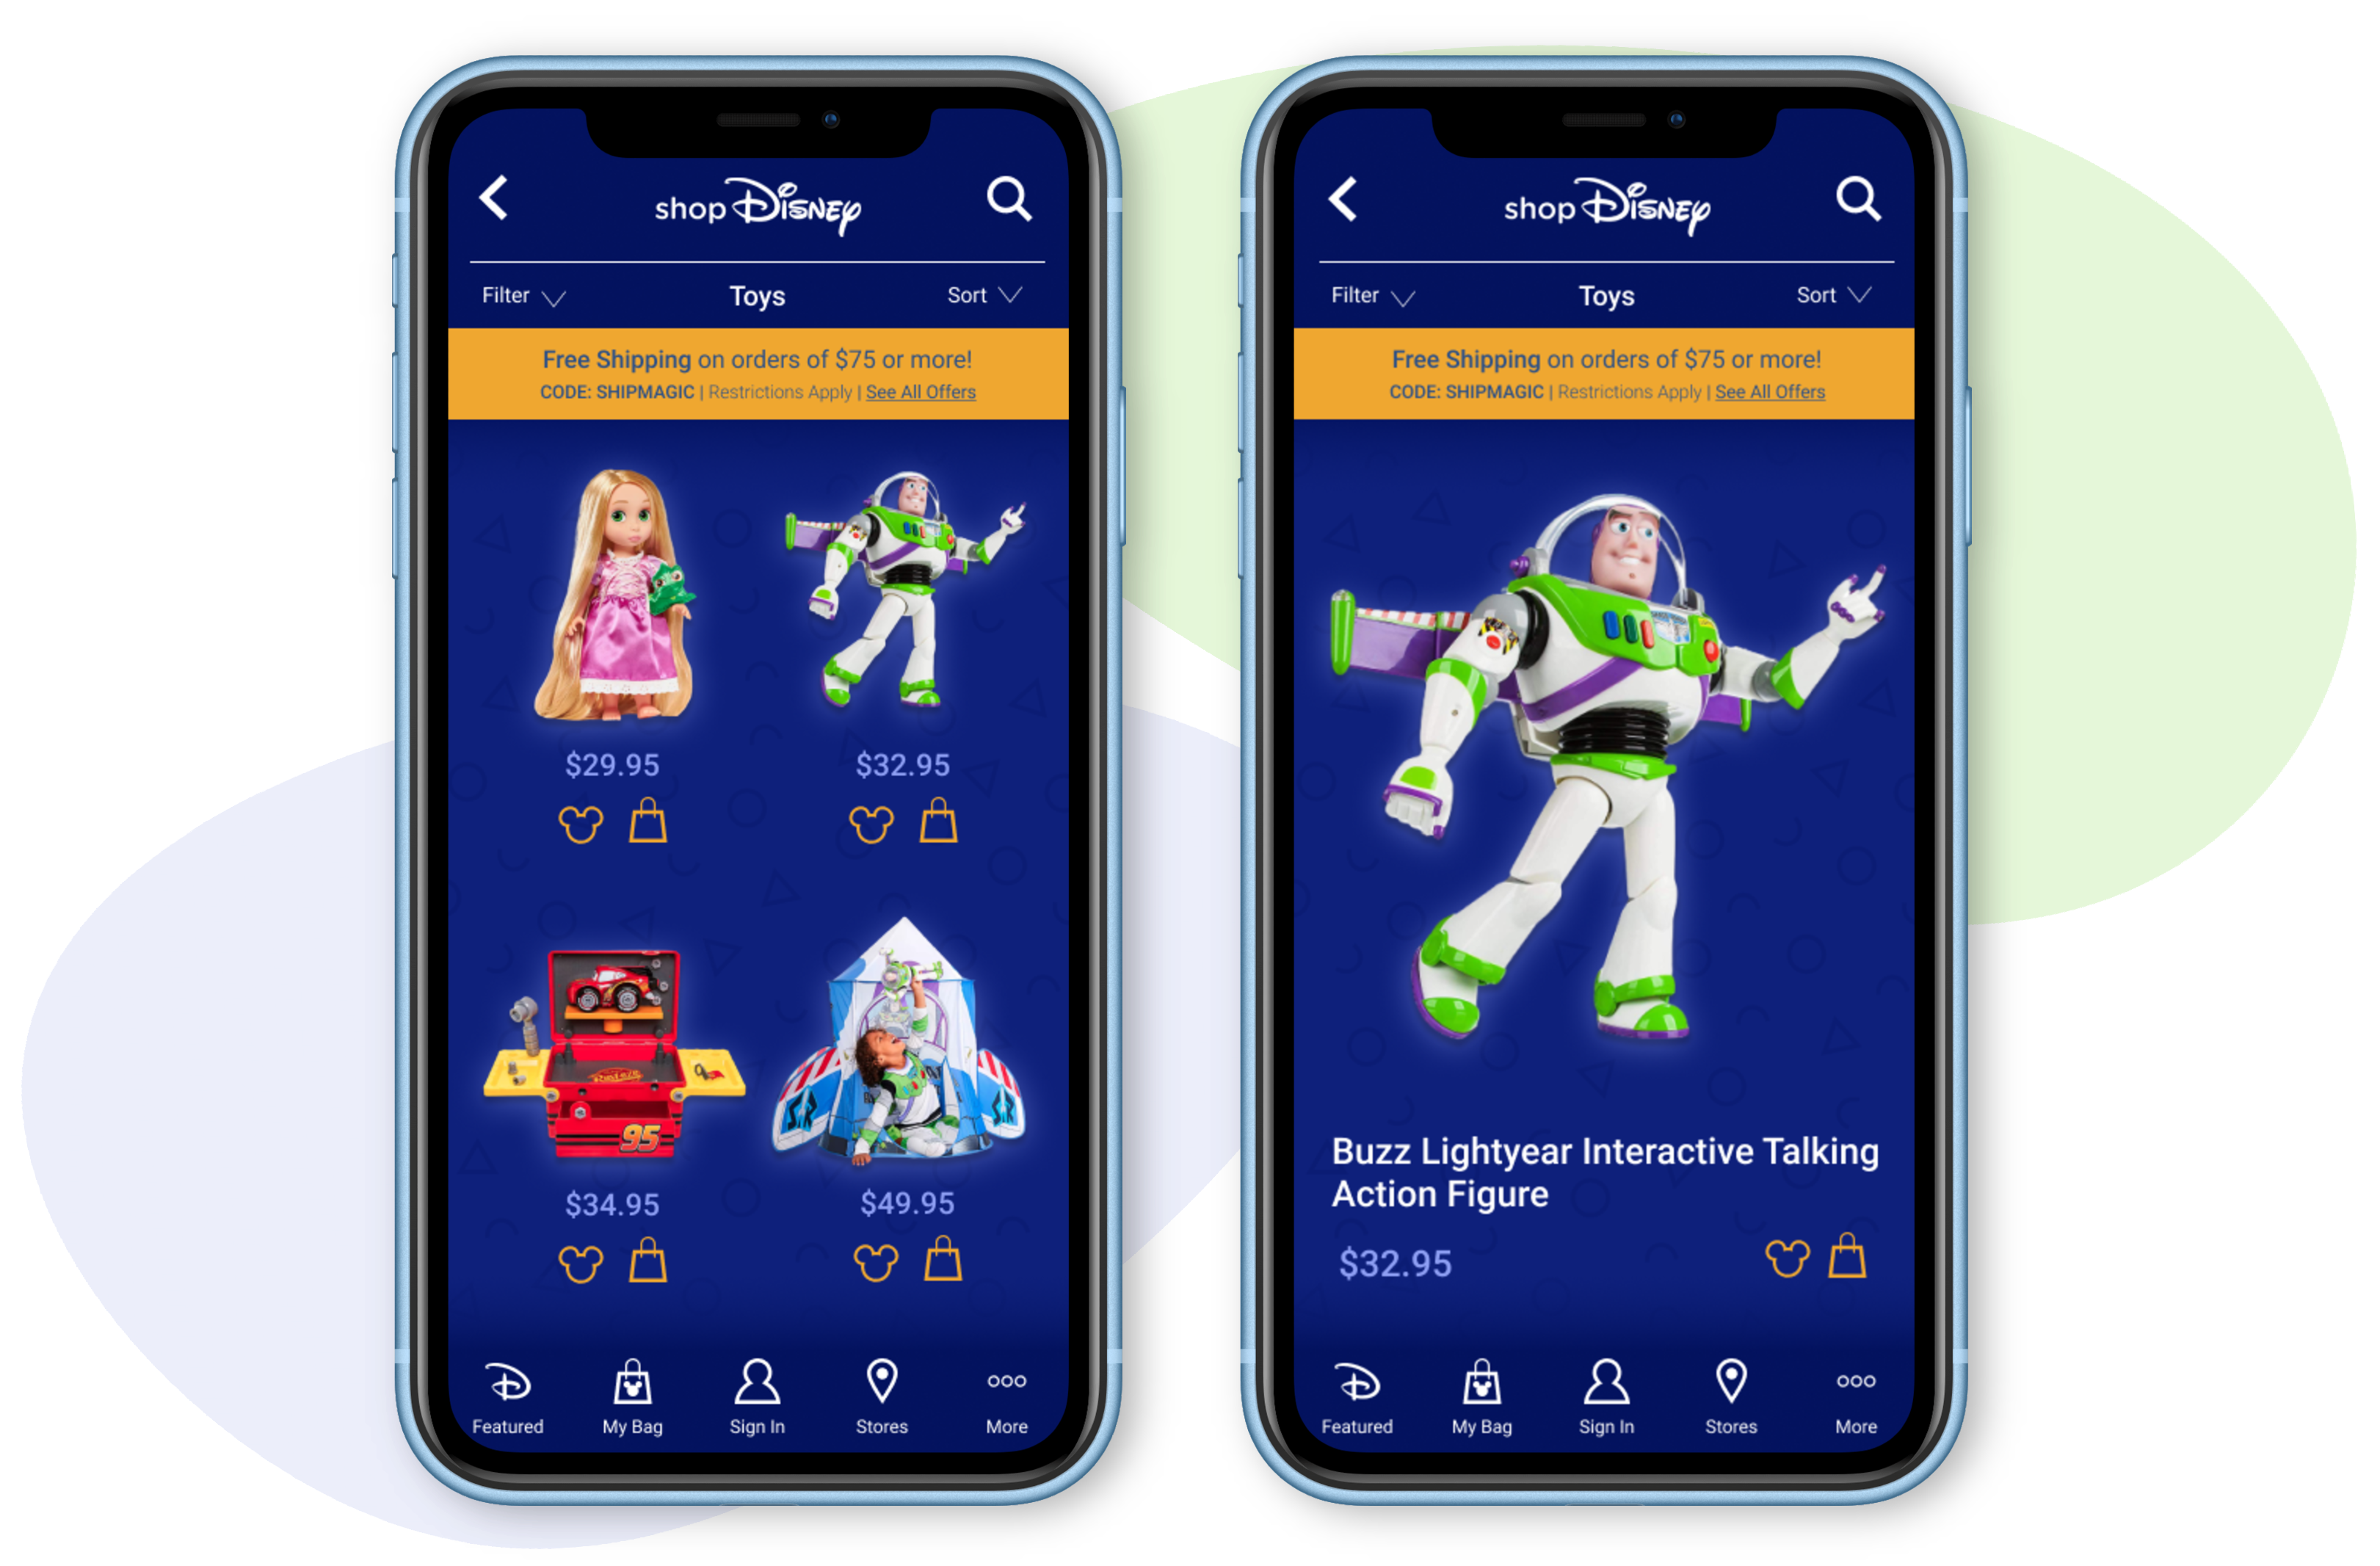 shop Disney
Filter Toys Sort
Free Shipping on orders of $75 or more!
CODE: SHIPMAGIC | Restrictions Apply | See All Offers
$29.95 $32.95
95
$34.95 $49.95
Featured My Bag Sign In Stores More
shop Disney
Filter Toys Sort
Free Shipping on orders of $75 or more!
CODE: SHIPMAGIC | Restrictions Apply | See All Offers
Buzz Lightyear Interactive Talking
Action Figure
$32.95
Featured My Bag Sign In Stores More